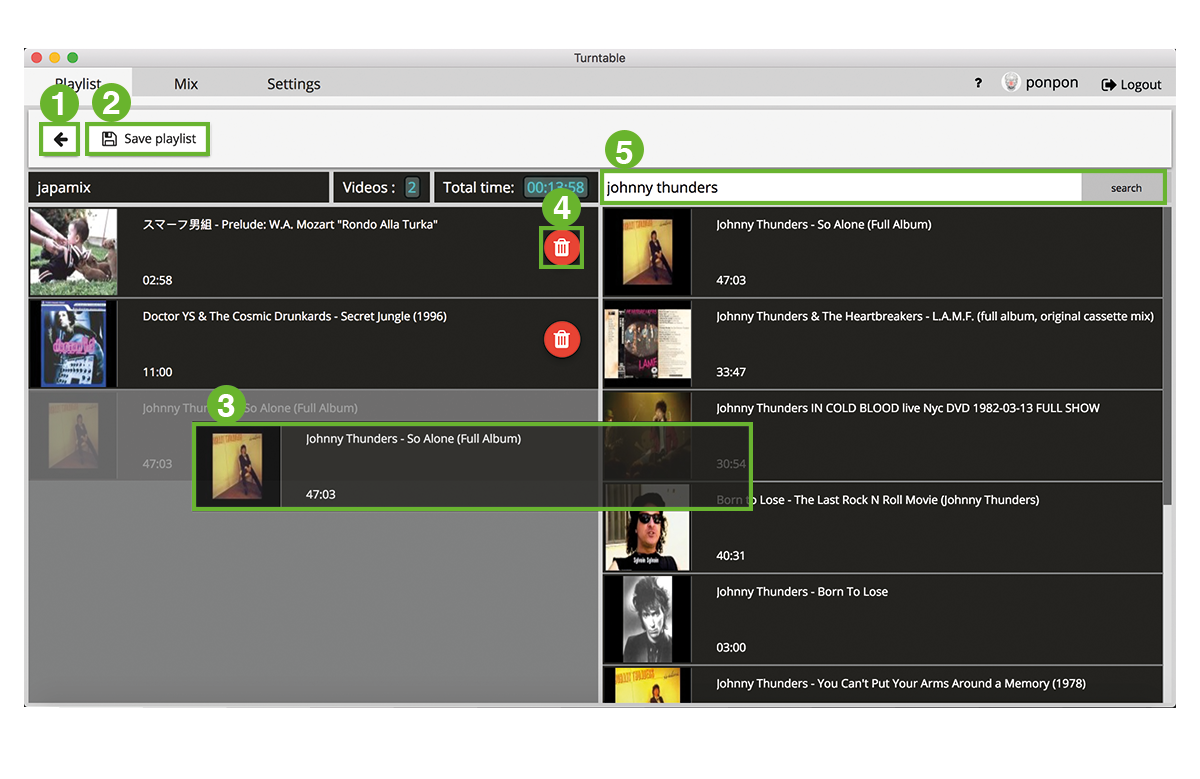 Turntable
Playlist
Mix
Settings
?
ponpon
Logout
1
2
Save playlist
5
japamix
Videos : 2
Total time: 00:13:58
johnny thunders
search
4
スマーフ男組 - Prelude: W.A. Mozart "Rondo Alla Turka"
02:58
Doctor YS & The Cosmic Drunkards - Secret Jungle (1996)
11:00
3
Johnny Thunders - So Alone (Full Album)
47:03
Johnny Thunders - So Alone (Full Album)
47:03
Johnny Thunders - So Alone (Full Album)
47:03
Johnny Thunders & The Heartbreakers - L.A.M.F. (full album, original cassette mix)
33:47
Johnny Thunders IN COLD BLOOD live Nyc DVD 1982-03-13 FULL SHOW
30:54
Born to Lose - The Last Rock N Roll Movie (Johnny Thunders)
Sylvain Sylvain
40:31
Johnny Thunders - Born To Lose
03:00
Johnny Thunders - You Can't Put Your Arms Around a Memory (1978)